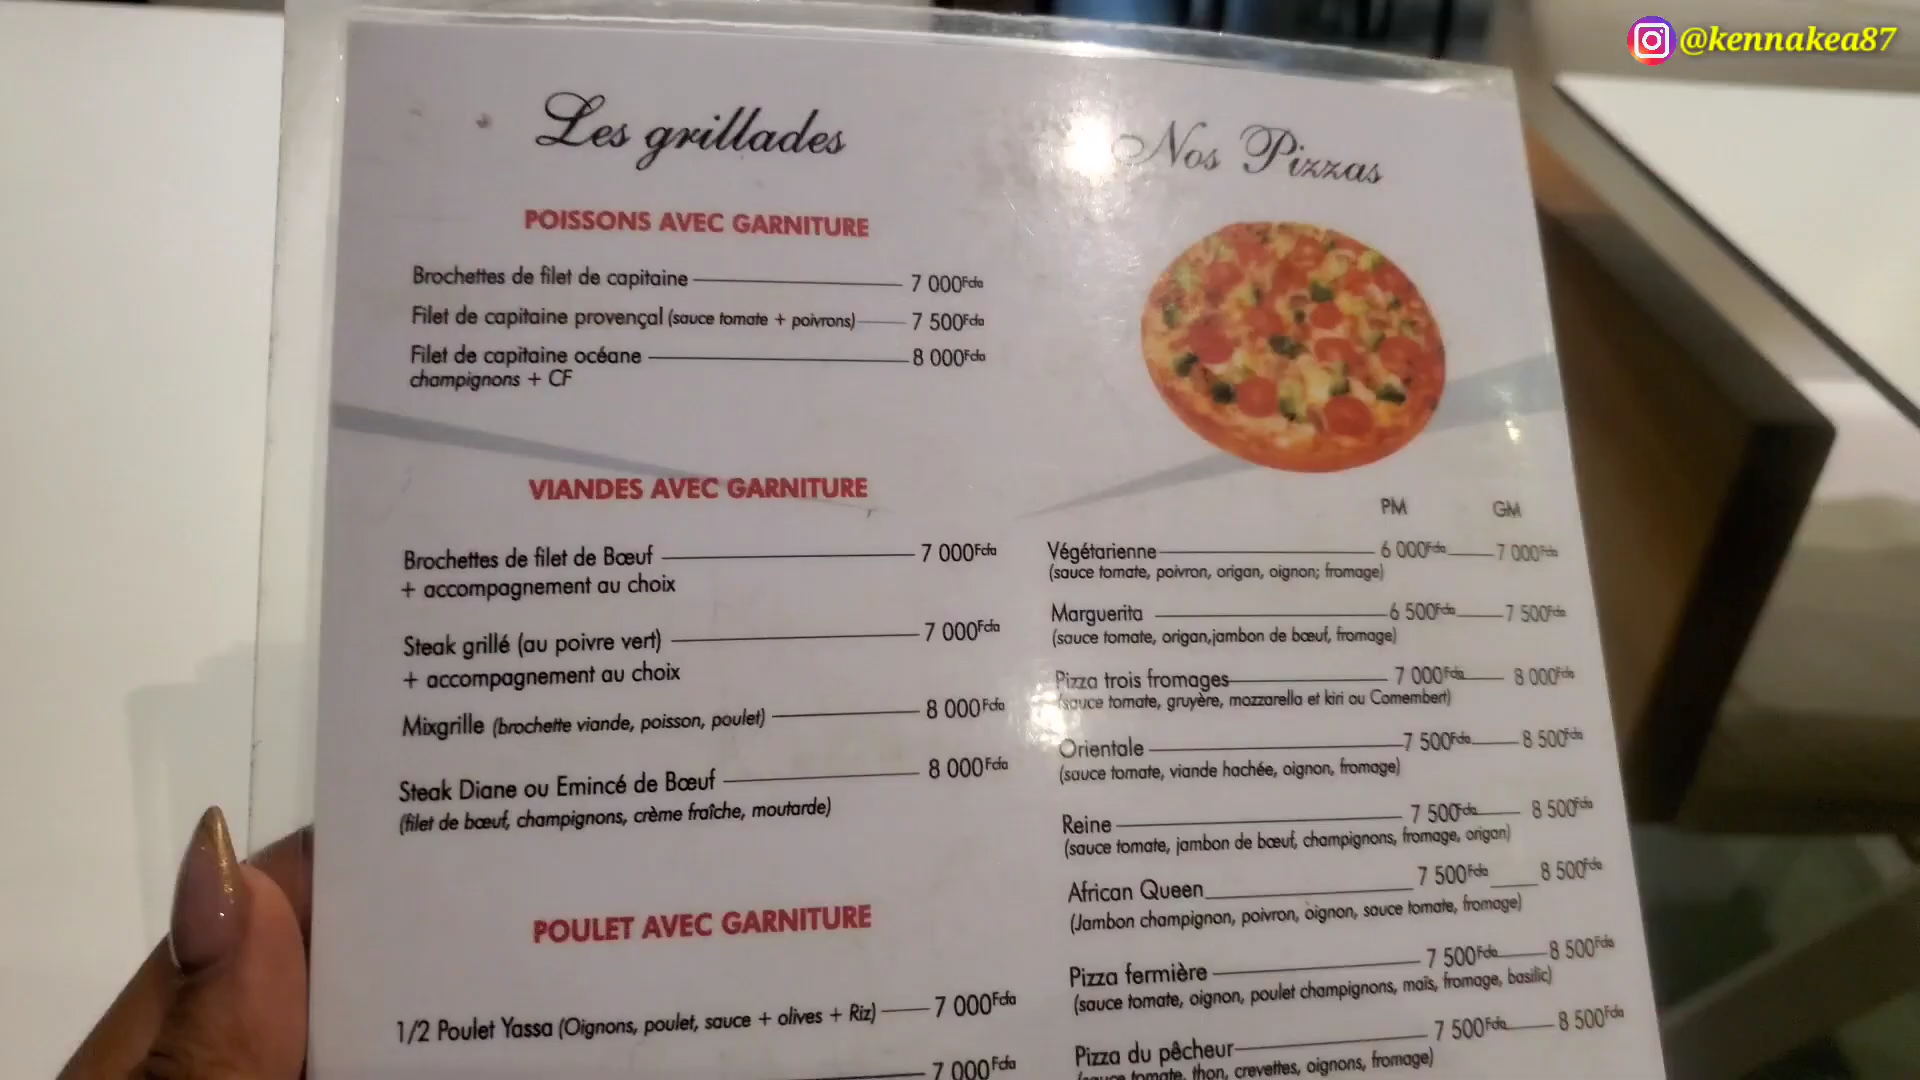 @kennakea87
Les grillades
POISSONS AVEC GARNITURE
Brochettes de filet de capitaine 7 000Fcfa
Filet de capitaine provençal (sauce tomate + poivrons) 7 500Fcfa
Filet de capitaine océane 8 000Fcfa
champignons + CF
VIANDES AVEC GARNITURE
Brochettes de filet de Bœuf 7 000Fcfa
+ accompagnement au choix
Steak grillé (au poivre vert) 7 000Fcfa
+ accompagnement au choix
Mixgrille (brochette viande, poisson, poulet) 8 000Fcfa
Steak Diane ou Emincé de Bœuf 8 000Fcfa
(filet de bœuf, champignons, crème fraîche, moutarde)
POULET AVEC GARNITURE
1/2 Poulet Yassa (Oignons, poulet, sauce + olives + Riz) 7 000Fcfa
7 000Fcfa
Nos Pizzas
PM GM
Végétarienne 6 000Fcfa 7 000Fcfa
(sauce tomate, poivron, origan, oignon; fromage)
Marguerita 6 500Fcfa 7 500Fcfa
(sauce tomate, origan,jambon de bœuf, fromage)
Pizza trois fromages 7 000Fcfa 8 000Fcfa
(sauce tomate, gruyère, mozzarella et kiri ou Camembert)
Orientale 7 500Fcfa 8 500Fcfa
(sauce tomate, viande hachée, oignon, fromage)
Reine 7 500Fcfa 8 500Fcfa
(sauce tomate, jambon de bœuf, champignons, fromage, origan)
African Queen 7 500Fcfa 8 500Fcfa
(Jambon champignon, poivron, oignon, sauce tomate, fromage)
Pizza fermière 7 500Fcfa 8 500Fcfa
(sauce tomate, oignon, poulet champignons, maïs, fromage, basilic)
Pizza du pêcheur 7 500Fcfa 8 500Fcfa
(sauce tomate, thon, crevettes, oignons, fromage)